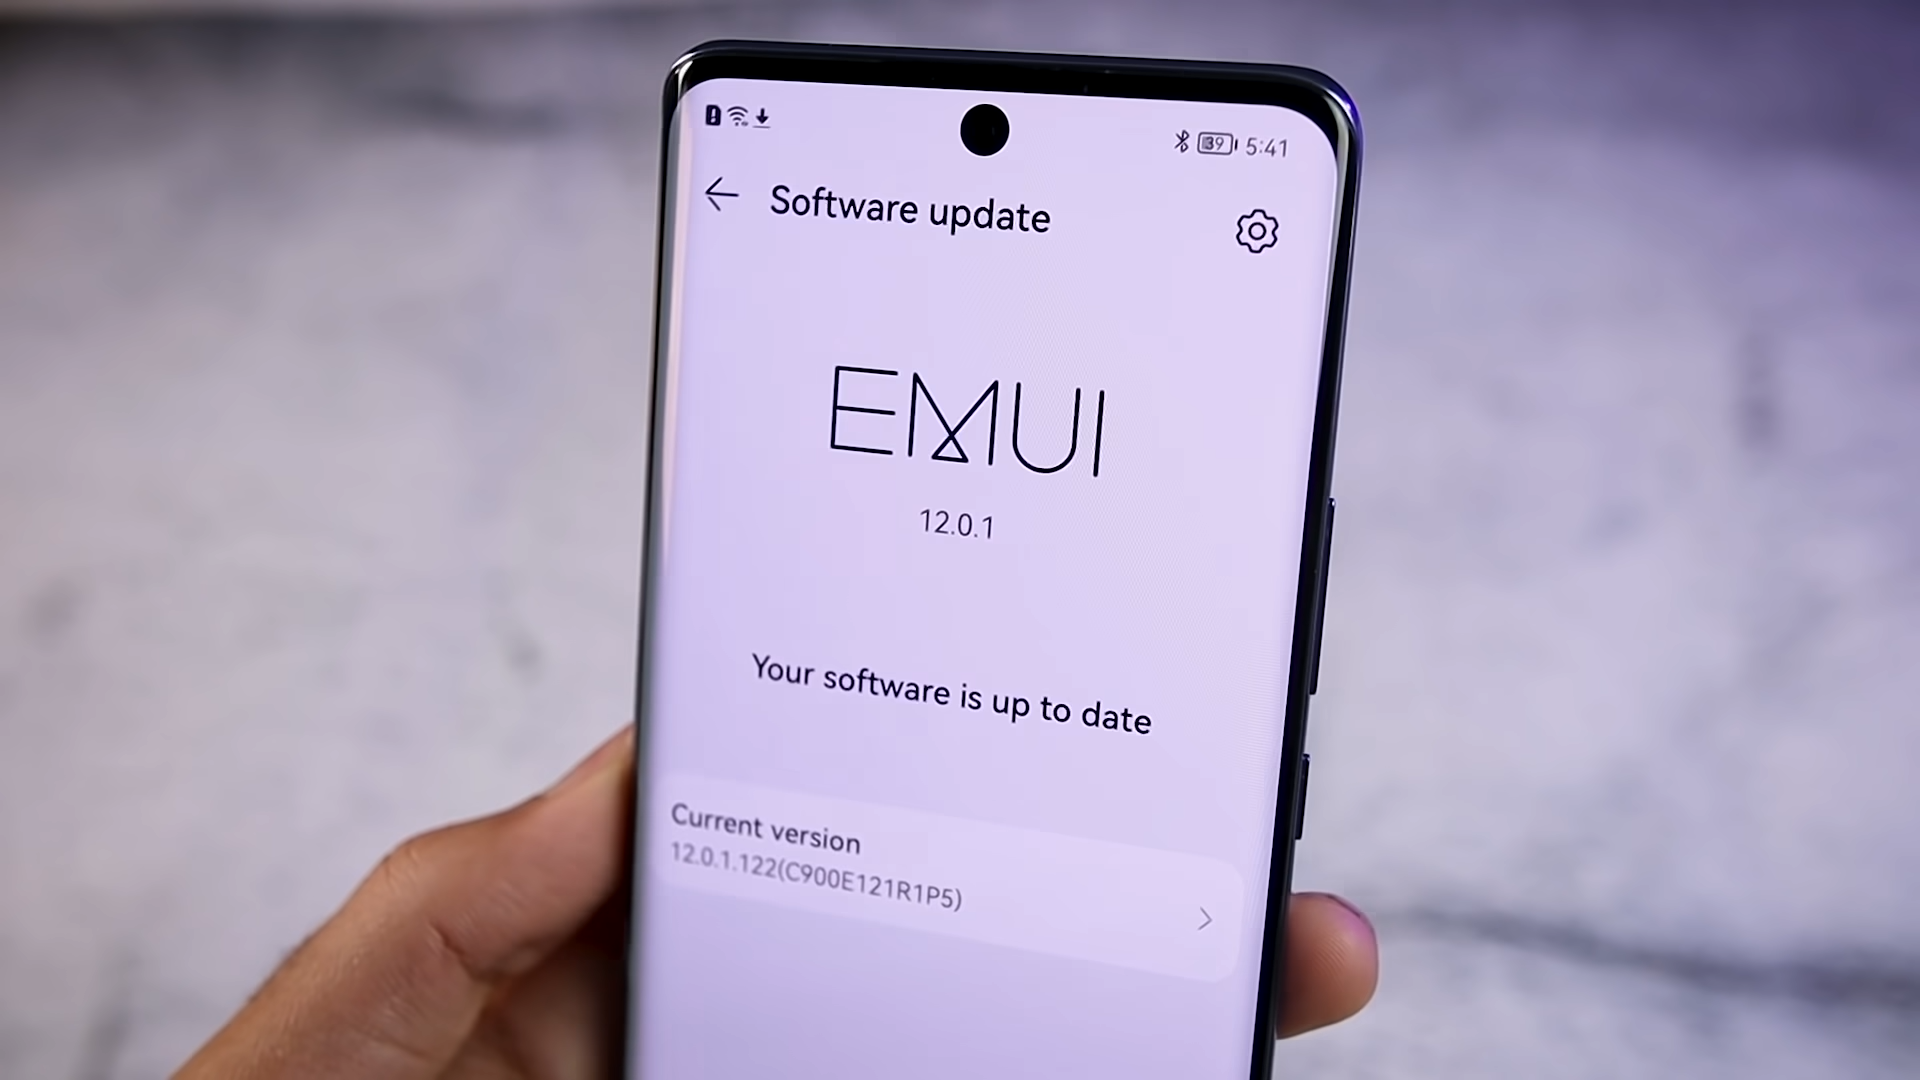 39 5:41
Software update
EMUI
12.0.1
Your software is up to date
Current version
12.0.1.122(C900E121R1P5)